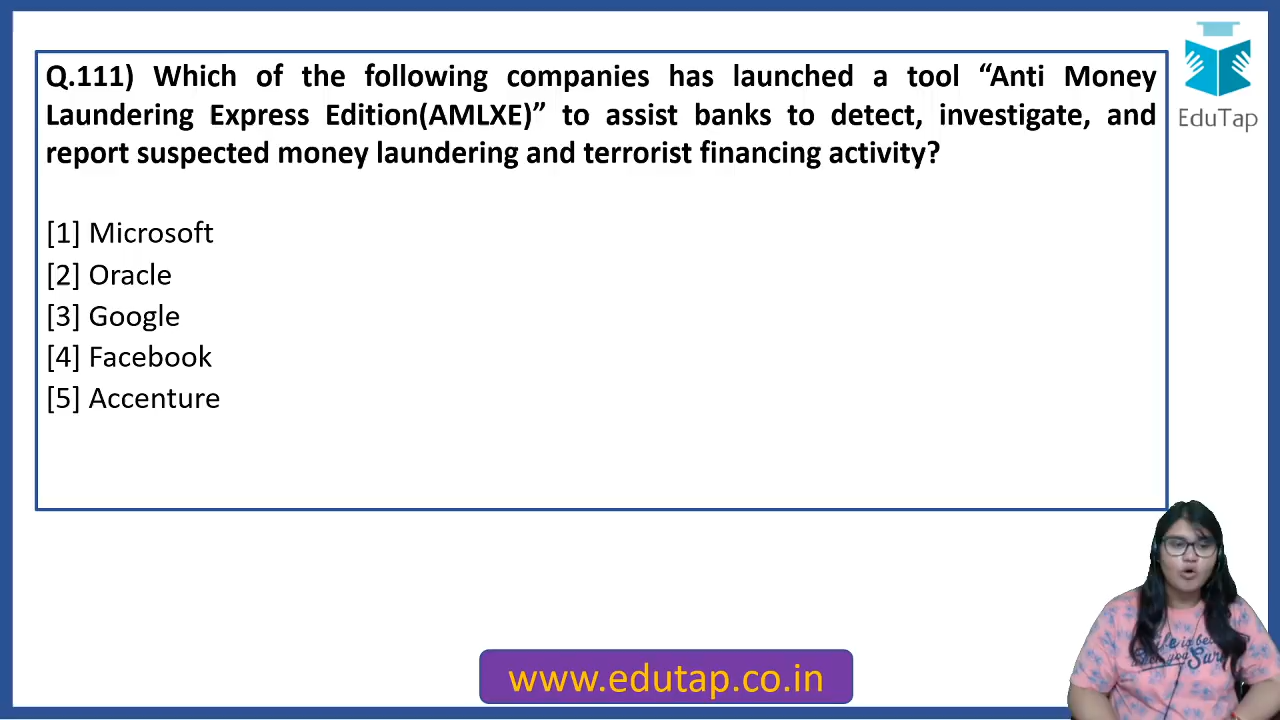 Q.111) Which of the following companies has launched a tool “Anti Money
Laundering Express Edition(AMLXE)” to assist banks to detect, investigate, and
report suspected money laundering and terrorist financing activity?
[1] Microsoft
[2] Oracle
[3] Google
[4] Facebook
[5] Accenture
EduTap
www.edutap.co.in